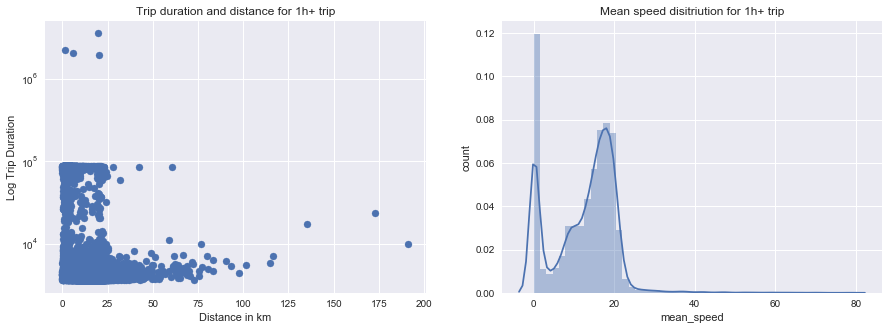 Trip duration and distance for 1h+ trip
Log Trip Duration
10^6
10^5
10^4
0 25 50 75 100 125 150 175 200
Distance in km
Mean speed disitriution for 1h+ trip
count
0.12
0.10
0.08
0.06
0.04
0.02
0.00
0 20 40 60 80
mean_speed